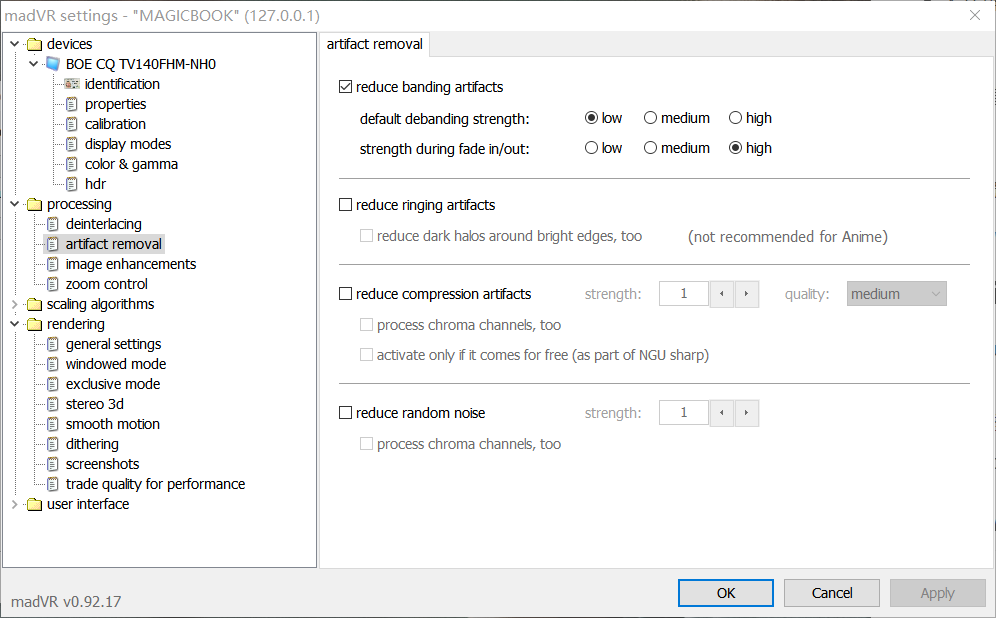 madVR settings - "MAGICBOOK" (127.0.0.1)
devices
BOE CQ TV140FHM-NH0
identification
properties
calibration
display modes
color & gamma
hdr
processing
deinterlacing
artifact removal
image enhancements
zoom control
scaling algorithms
rendering
general settings
windowed mode
exclusive mode
stereo 3d
smooth motion
dithering
screenshots
trade quality for performance
user interface
madVR v0.92.17
artifact removal
reduce banding artifacts
default debanding strength: low medium high
strength during fade in/out: low medium high
reduce ringing artifacts
reduce dark halos around bright edges, too (not recommended for Anime)
reduce compression artifacts strength: 1 quality: medium
process chroma channels, too
activate only if it comes for free (as part of NGU sharp)
reduce random noise strength: 1
process chroma channels, too
OK Cancel Apply